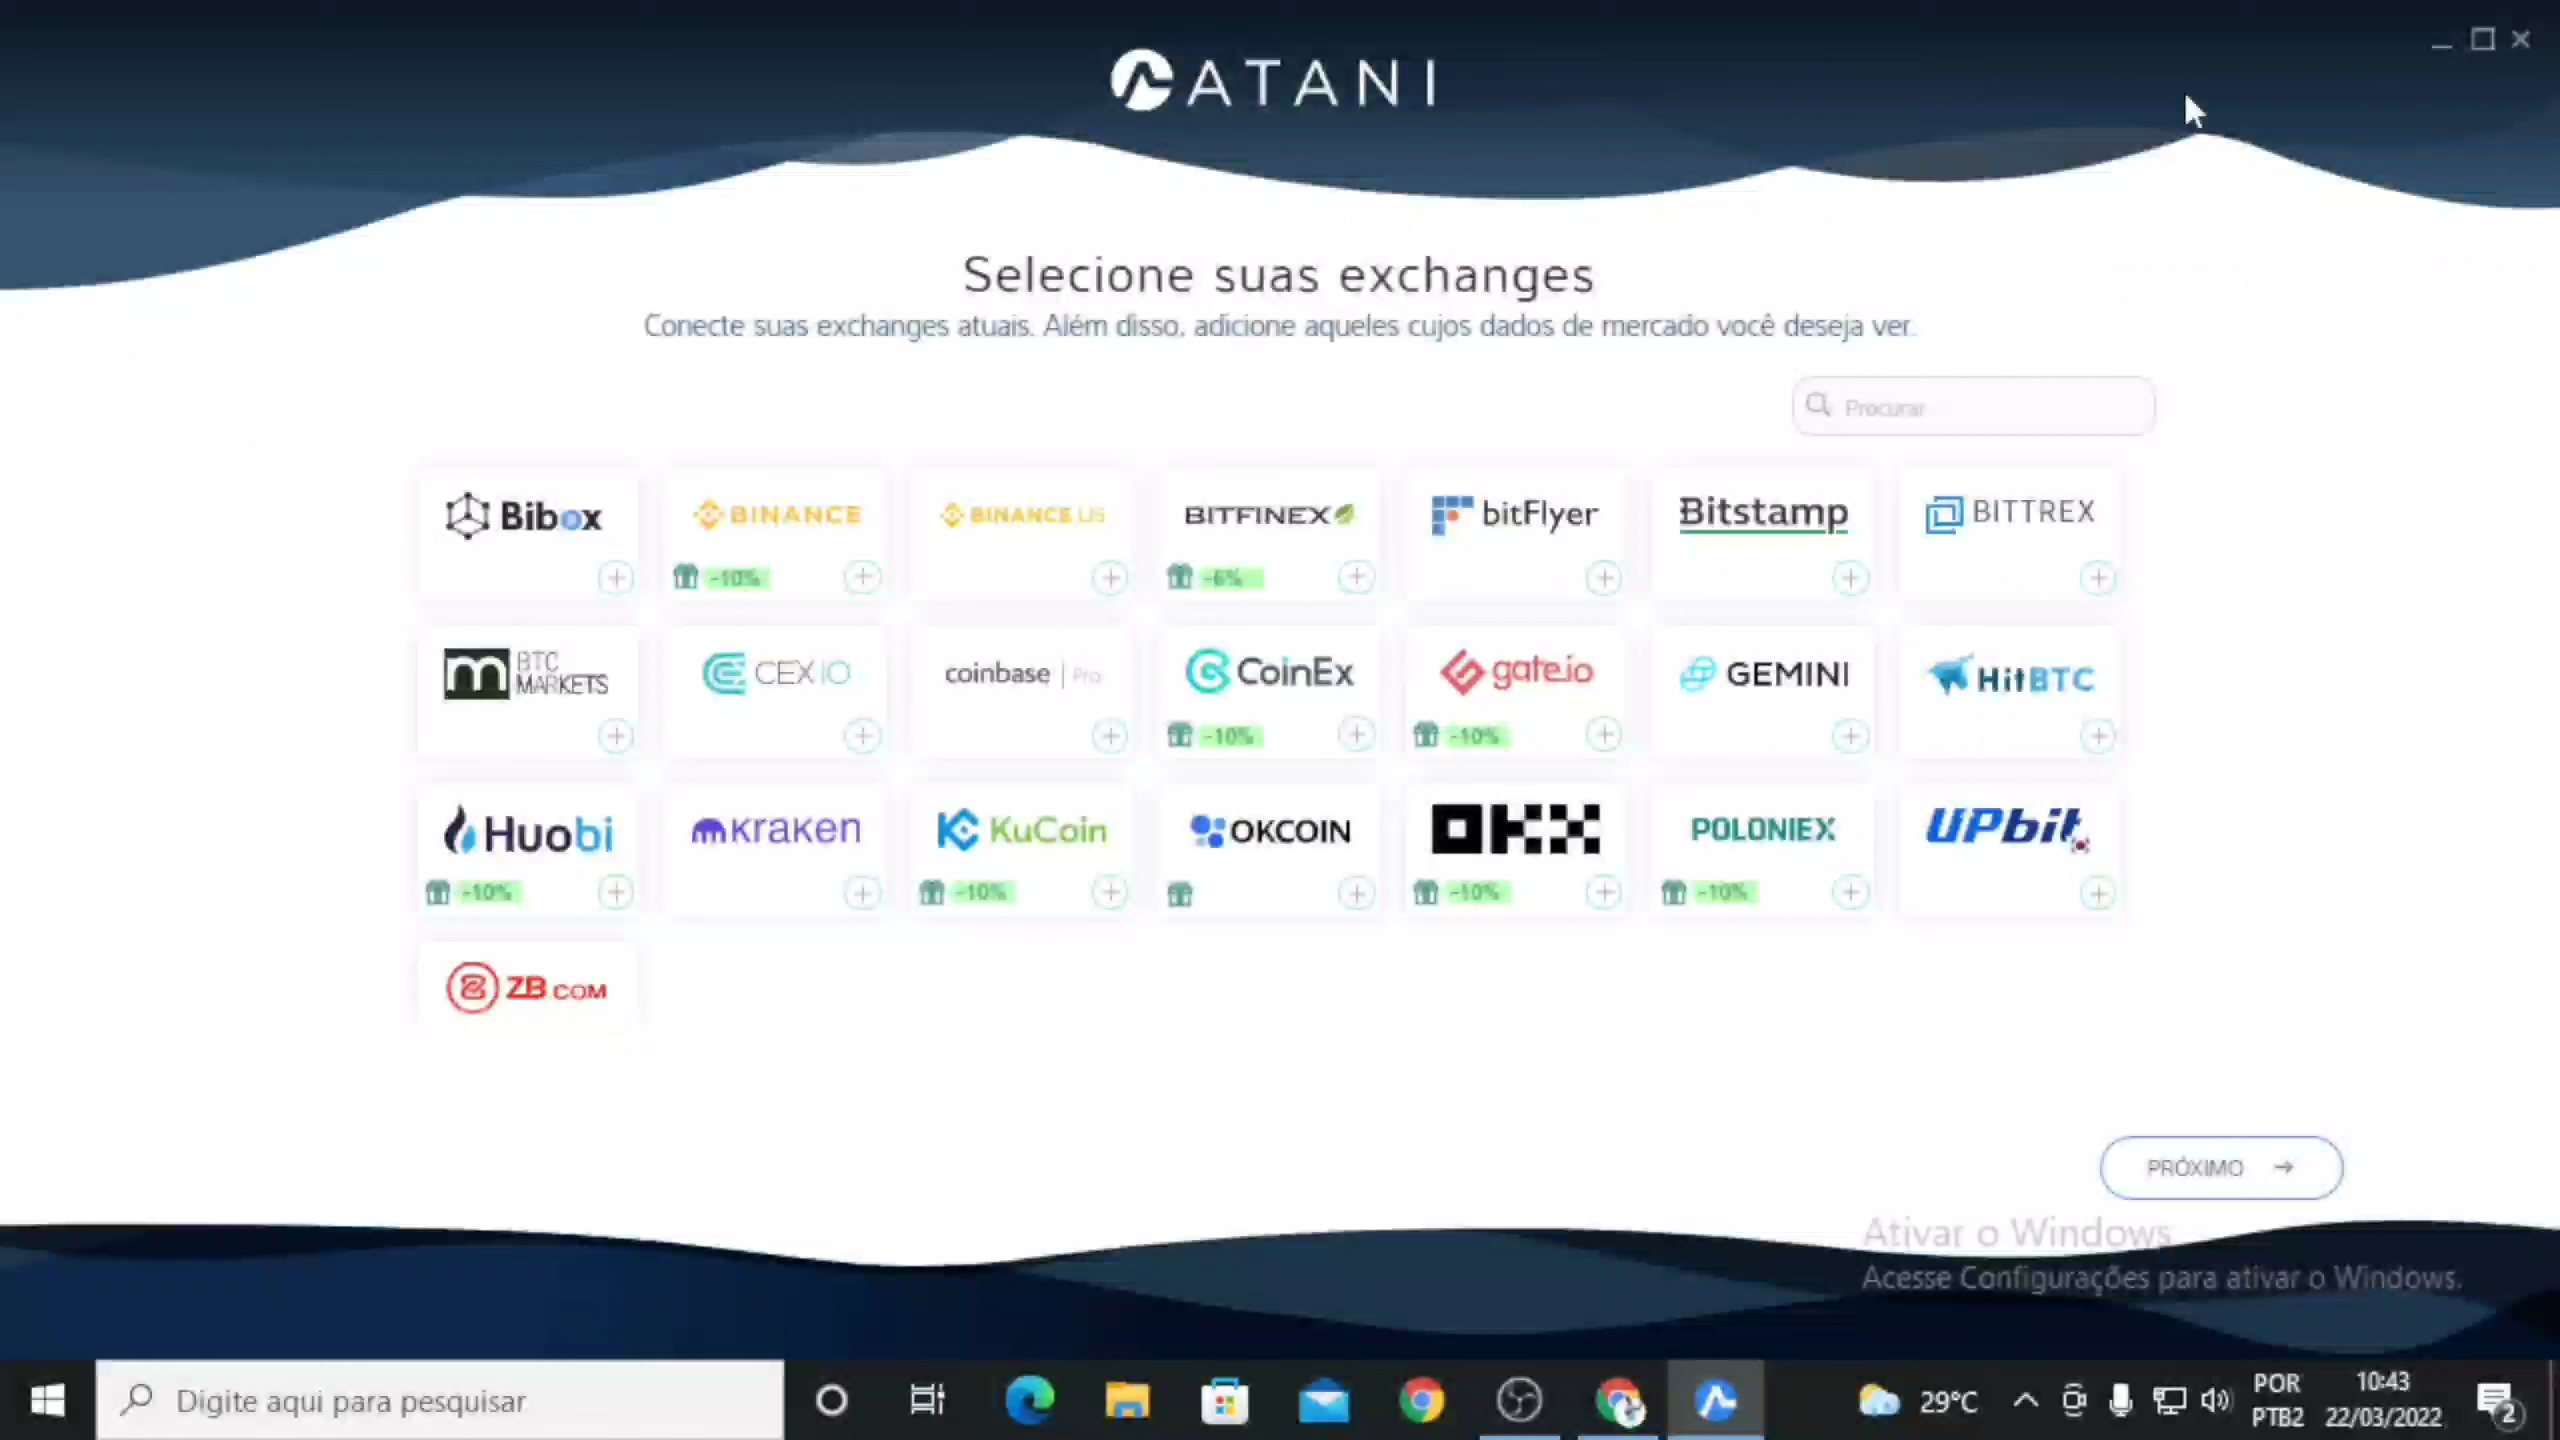 ATANI
Selecione suas exchanges
Conecte suas exchanges atuais. Além disso, adicione aqueles cujos dados de mercado você deseja ver.
Procurar
Bibox
BINANCE
BINANCE.US
BITFINEX
bitFlyer
Bitstamp
BITTREX
-10%
-6%
BTC MARKETS
CEX IO
coinbase | Pro
CoinEx
gate.io
GEMINI
HitBTC
-10%
-10%
Huobi
kraken
KuCoin
OKCOIN
OKX
POLONIEX
UPbit
-10%
-10%
-10%
-10%
ZB.COM
PRÓXIMO →
Ativar o Windows
Acesse Configurações para ativar o Windows.
Digite aqui para pesquisar
29°C
POR
PTB2
10:43
22/03/2022
2